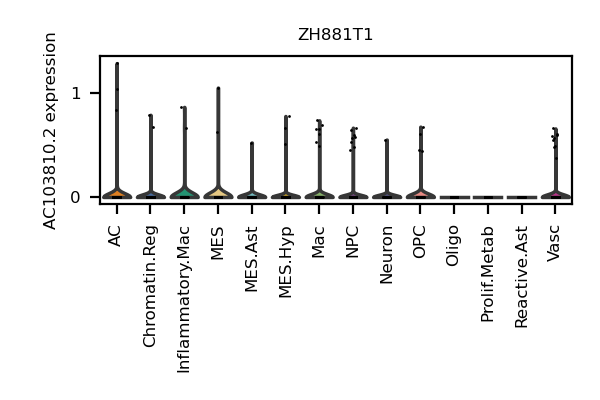 ZH881T1
AC103810.2 expression
1
0
AC
Chromatin.Reg
Inflammatory.Mac
MES
MES.Ast
MES.Hyp
Mac
NPC
Neuron
OPC
Oligo
Prolif.Metab
Reactive.Ast
Vasc